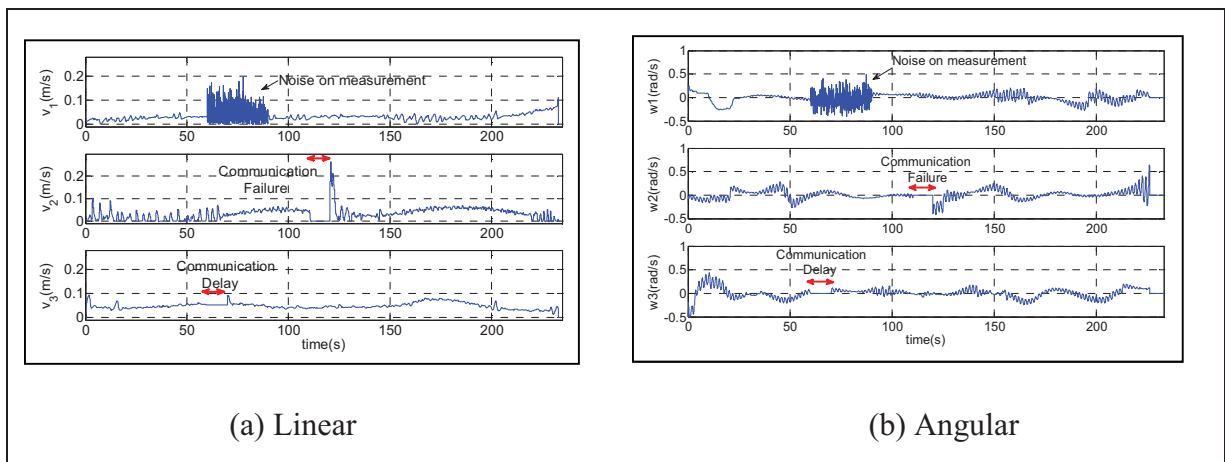 v1(m/s)
0.2
0.1
0
Noise on measurement
0 50 100 150 200
v2(m/s)
0.2
0.1
0
Communication
Failure
0 50 100 150 200
v3(m/s)
0.2
0.1
0
Communication
Delay
0 50 100 150 200
time(s)
(a) Linear
w1(rad/s)
1
0.5
0
-0.5
Noise on measurement
0 50 100 150 200
w2(rad/s)
1
0.5
0
-0.5
Communication
Failure
0 50 100 150 200
w3(rad/s)
1
0.5
0
-0.5
Communication
Delay
0 50 100 150 200
time(s)
(b) Angular